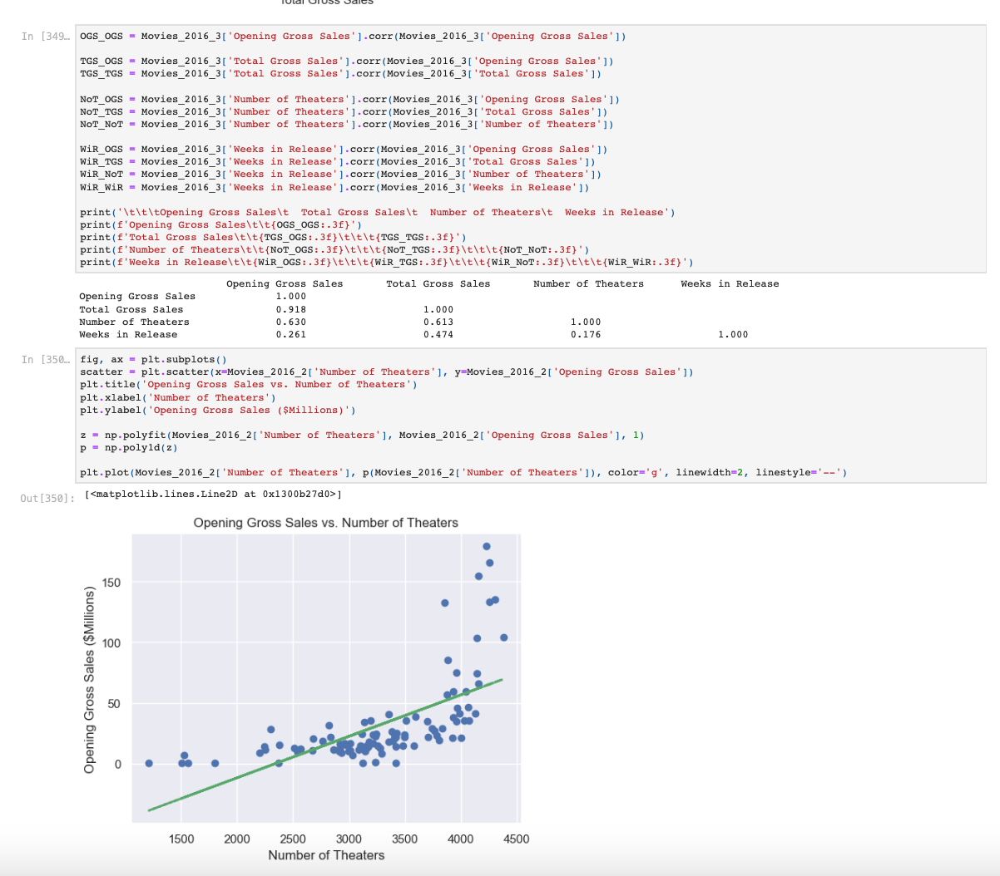 Total Gross Sales
In [349…
OGS_OGS = Movies_2016_3['Opening Gross Sales'].corr(Movies_2016_3['Opening Gross Sales'])
TGS_OGS = Movies_2016_3['Total Gross Sales'].corr(Movies_2016_3['Opening Gross Sales'])
TGS_TGS = Movies_2016_3['Total Gross Sales'].corr(Movies_2016_3['Total Gross Sales'])
NoT_OGS = Movies_2016_3['Number of Theaters'].corr(Movies_2016_3['Opening Gross Sales'])
NoT_TGS = Movies_2016_3['Number of Theaters'].corr(Movies_2016_3['Total Gross Sales'])
NoT_NoT = Movies_2016_3['Number of Theaters'].corr(Movies_2016_3['Number of Theaters'])
WiR_OGS = Movies_2016_3['Weeks in Release'].corr(Movies_2016_3['Opening Gross Sales'])
WiR_TGS = Movies_2016_3['Weeks in Release'].corr(Movies_2016_3['Total Gross Sales'])
WiR_NoT = Movies_2016_3['Weeks in Release'].corr(Movies_2016_3['Number of Theaters'])
WiR_WiR = Movies_2016_3['Weeks in Release'].corr(Movies_2016_3['Weeks in Release'])
print('\t\t\tOpening Gross Sales\t  Total Gross Sales\t  Number of Theaters\t  Weeks in Release')
print(f'Opening Gross Sales\t\t{OGS_OGS:.3f}')
print(f'Total Gross Sales\t\t{TGS_OGS:.3f}\t\t\t{TGS_TGS:.3f}')
print(f'Number of Theaters\t\t{NoT_OGS:.3f}\t\t\t{NoT_TGS:.3f}\t\t\t{NoT_NoT:.3f}')
print(f'Weeks in Release\t\t{WiR_OGS:.3f}\t\t\t{WiR_TGS:.3f}\t\t\t{WiR_NoT:.3f}\t\t\t{WiR_WiR:.3f}')
Opening Gross Sales Total Gross Sales Number of Theaters Weeks in Release
Opening Gross Sales 1.000
Total Gross Sales 0.918 1.000
Number of Theaters 0.630 0.613 1.000
Weeks in Release 0.261 0.474 0.176 1.000
In [350…
fig, ax = plt.subplots()
scatter = plt.scatter(x=Movies_2016_2['Number of Theaters'], y=Movies_2016_2['Opening Gross Sales'])
plt.title('Opening Gross Sales vs. Number of Theaters')
plt.xlabel('Number of Theaters')
plt.ylabel('Opening Gross Sales ($Millions)')
z = np.polyfit(Movies_2016_2['Number of Theaters'], Movies_2016_2['Opening Gross Sales'], 1)
p = np.poly1d(z)
plt.plot(Movies_2016_2['Number of Theaters'], p(Movies_2016_2['Number of Theaters']), color='g', linewidth=2, linestyle='--')
Out[350]: [<matplotlib.lines.Line2D at 0x1300b27d0>]
Opening Gross Sales vs. Number of Theaters
Opening Gross Sales ($Millions)
150
100
50
0
1500 2000 2500 3000 3500 4000 4500
Number of Theaters